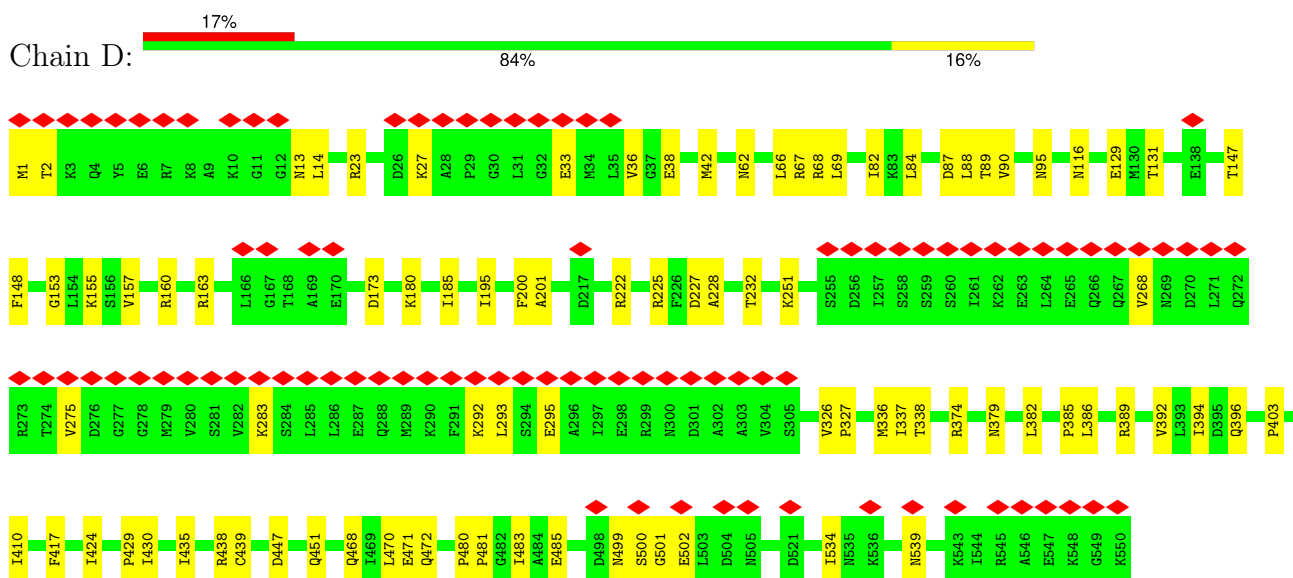 17%
Chain D:
84% 16%
M1 T2 K3 Q4 Y5 E6 R7 K8 A9 K10 G11 G12 N13 L14 R23 D26 K27 A28 P29 G30 L31 G32 E33 M34 L35 V36 G37 E38 M42 N62 L66 R67 R68 L69 I82 K83 L84 D87 L88 T89 V90 N95 N116 E129 M130 T131 E138 T147
F148 G153 L154 K155 S156 V157 R160 R163 L166 G167 T168 A169 E170 D173 K180 I185 I195 F200 A201 D217 R222 R225 F226 D227 A228 T232 K251 S255 D256 I257 S258 S259 S260 I261 K262 E263 L264 E265 Q266 Q267 V268 N269 D270 L271 Q272
R273 T274 V275 D276 G277 G278 M279 V280 S281 V282 K283 S284 L285 L286 E287 Q288 M289 K290 F291 K292 L293 S294 E295 A296 I297 E298 R299 N300 D301 A302 A303 V304 S305 V326 P327 M336 I337 T338 R374 N379 L382 P385 L386 R389 V392 L393 I394 D395 Q396 P403
I410 F417 I424 P429 I430 I435 R438 C439 D447 Q451 Q468 I469 L470 E471 Q472 P480 P481 G482 I483 A484 E485 D498 N499 S500 G501 E502 L503 D504 N505 D521 I534 N535 K536 N539 K543 I544 R545 A546 E547 K548 G549 K550